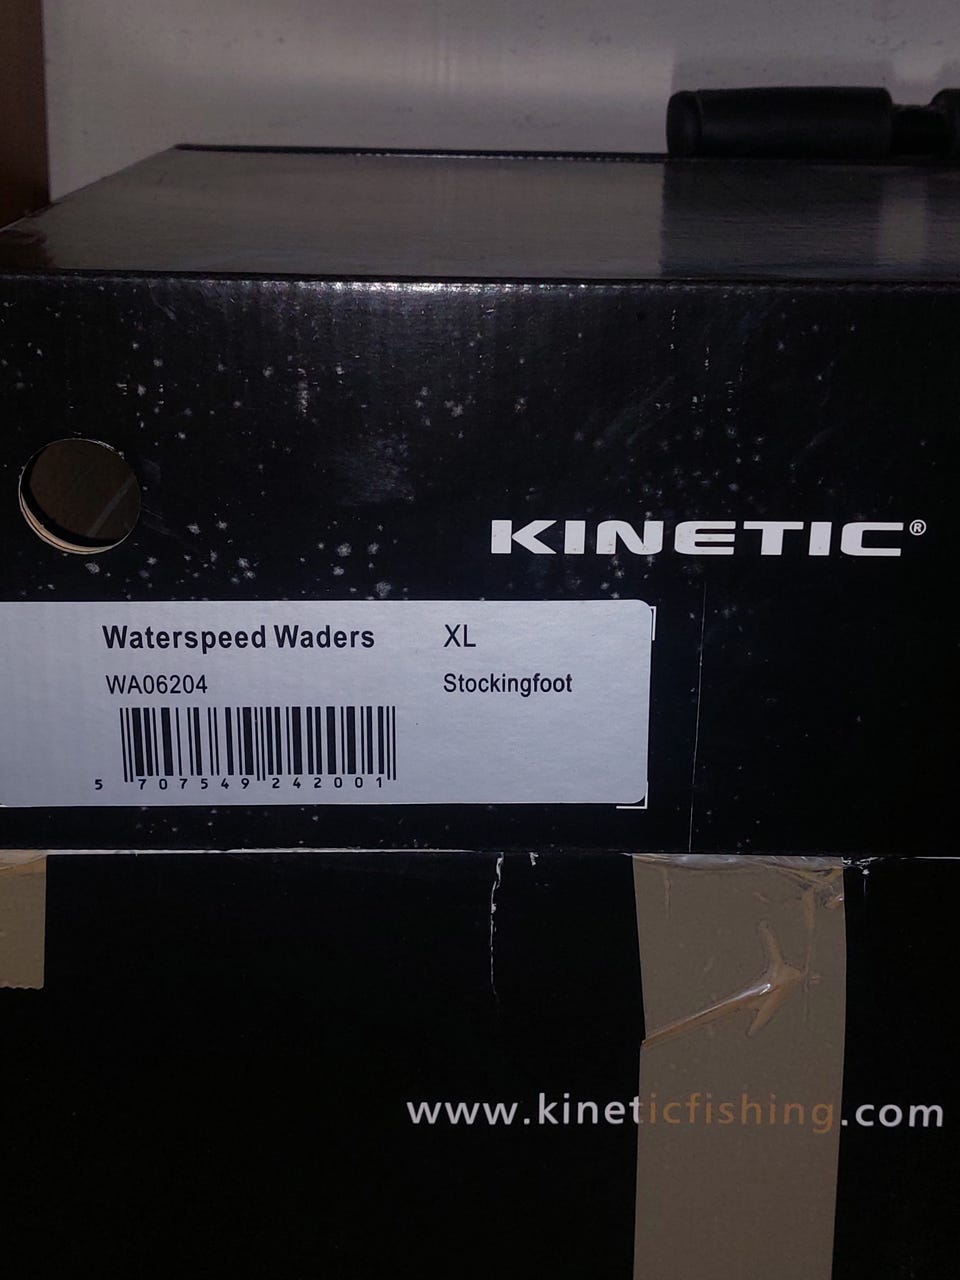 KINETIC®
Waterspeed Waders XL
WA06204 Stockingfoot
5 707549 242001
www.kineticfishing.com